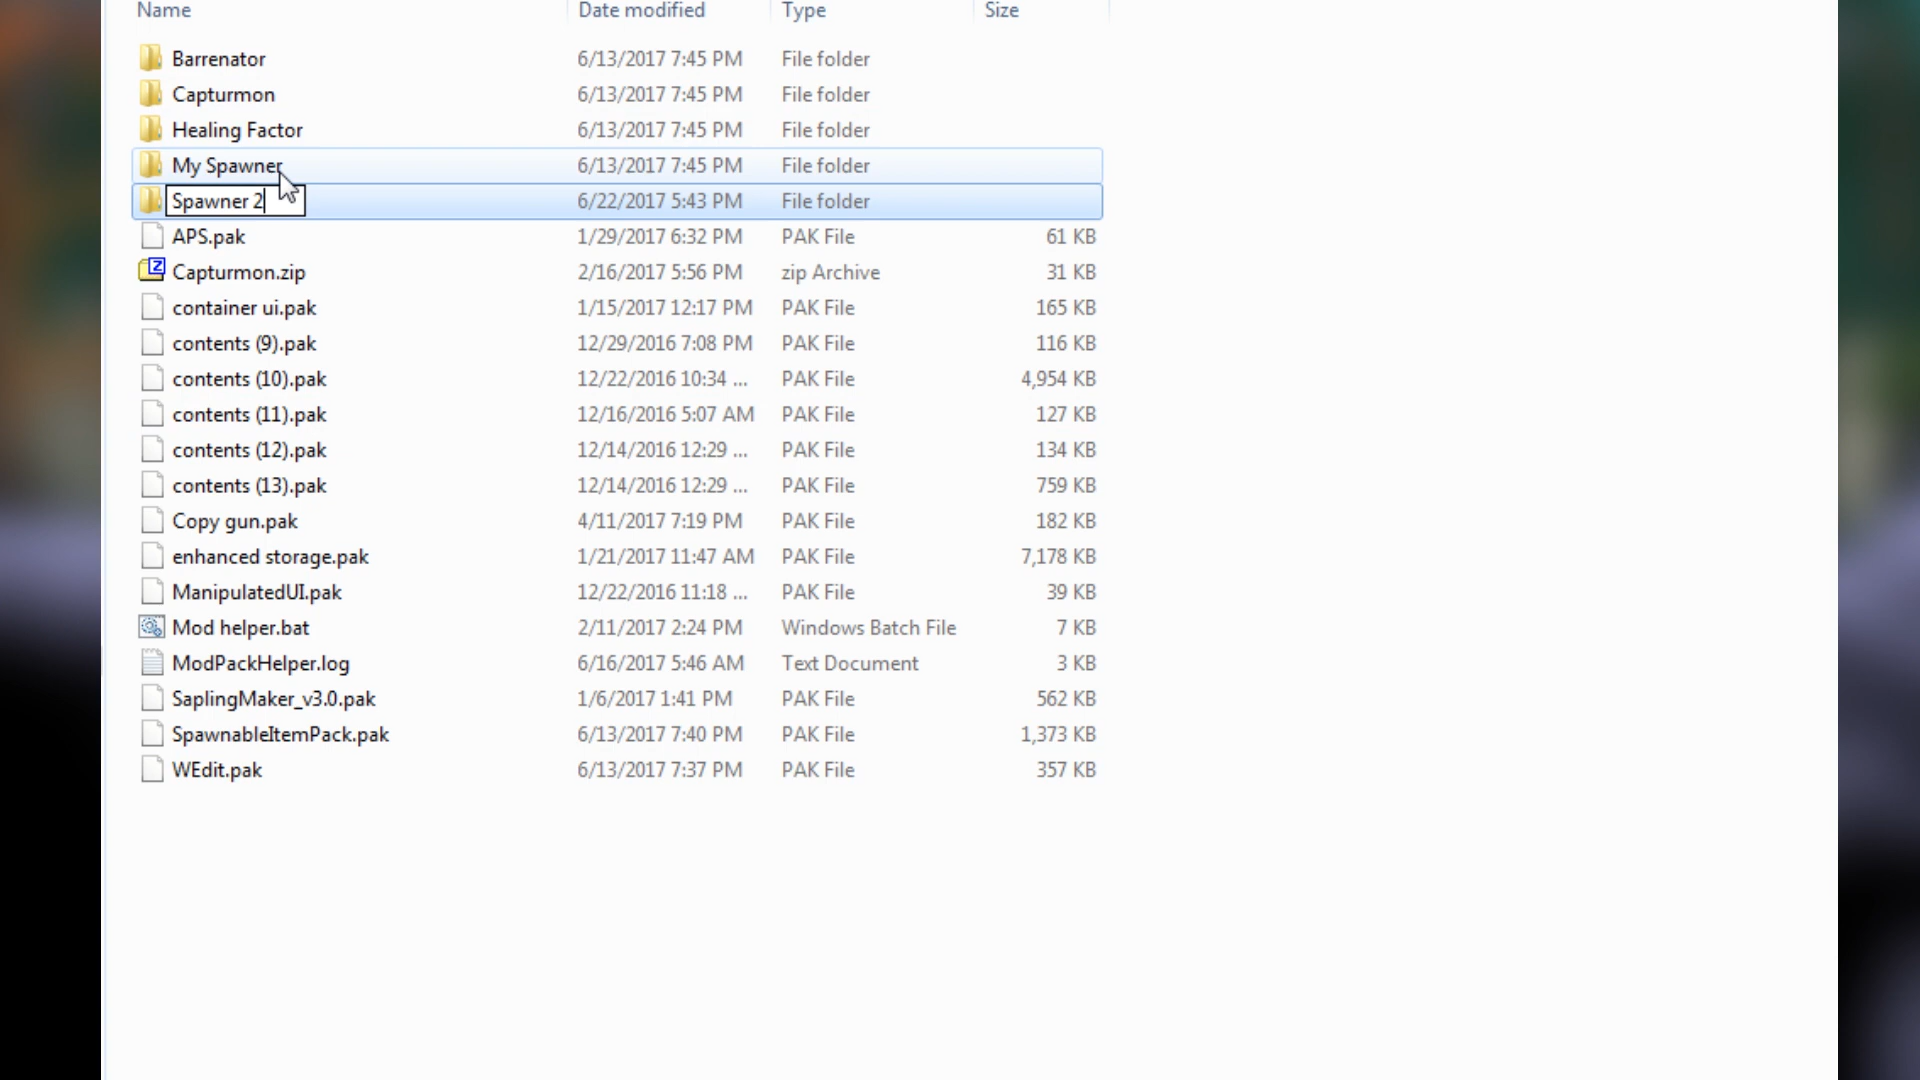 Name Date modified Type Size
Barrenator 6/13/2017 7:45 PM File folder
Capturmon 6/13/2017 7:45 PM File folder
Healing Factor 6/13/2017 7:45 PM File folder
My Spawner 6/13/2017 7:45 PM File folder
Spawner 2 6/22/2017 5:43 PM File folder
APS.pak 1/29/2017 6:32 PM PAK File 61 KB
Capturmon.zip 2/16/2017 5:56 PM zip Archive 31 KB
container ui.pak 1/15/2017 12:17 PM PAK File 165 KB
contents (9).pak 12/29/2016 7:08 PM PAK File 116 KB
contents (10).pak 12/22/2016 10:34 ... PAK File 4,954 KB
contents (11).pak 12/16/2016 5:07 AM PAK File 127 KB
contents (12).pak 12/14/2016 12:29 ... PAK File 134 KB
contents (13).pak 12/14/2016 12:29 ... PAK File 759 KB
Copy gun.pak 4/11/2017 7:19 PM PAK File 182 KB
enhanced storage.pak 1/21/2017 11:47 AM PAK File 7,178 KB
ManipulatedUI.pak 12/22/2016 11:18 ... PAK File 39 KB
Mod helper.bat 2/11/2017 2:24 PM Windows Batch File 7 KB
ModPackHelper.log 6/16/2017 5:46 AM Text Document 3 KB
SaplingMaker_v3.0.pak 1/6/2017 1:41 PM PAK File 562 KB
SpawnableItemPack.pak 6/13/2017 7:40 PM PAK File 1,373 KB
WEdit.pak 6/13/2017 7:37 PM PAK File 357 KB